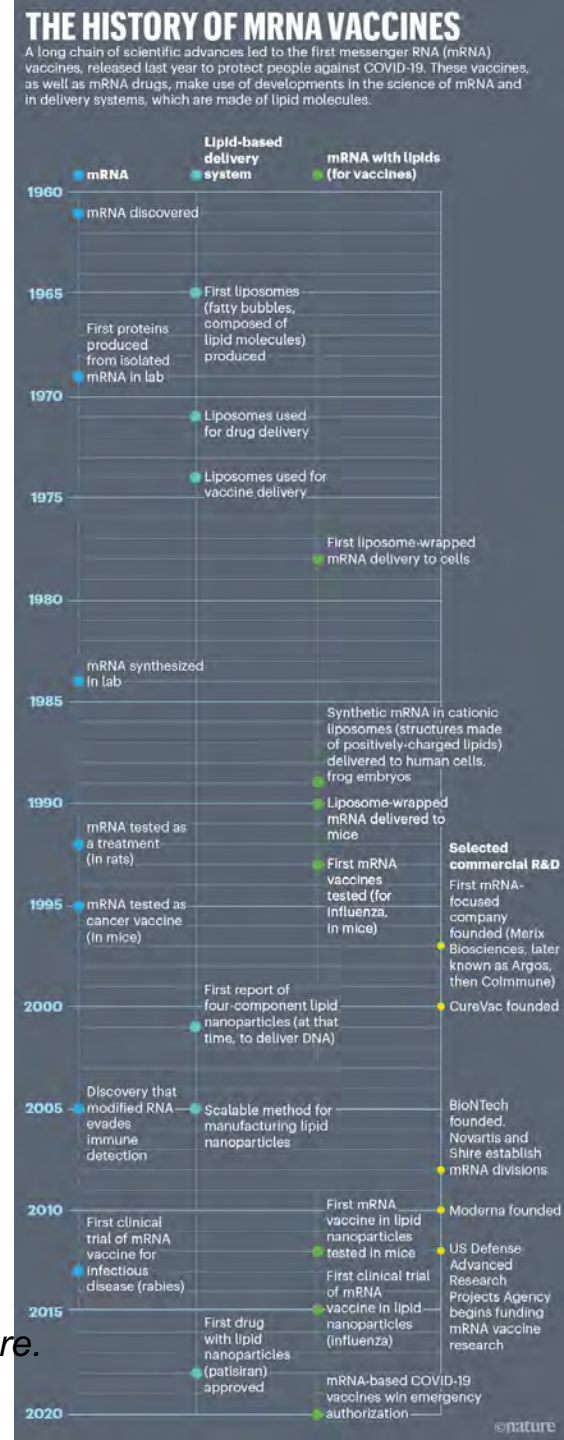 THE HISTORY OF MRNA VACCINES
A long chain of scientific advances led to the first messenger RNA (mRNA)
vaccines, released last year to protect people against COVID-19. These vaccines,
as well as mRNA drugs, make use of developments in the science of mRNA and
in delivery systems, which are made of lipid molecules.
mRNA
Lipid-based
delivery
system
mRNA with lipids
(for vaccines)
1960
mRNA discovered
1965
First liposomes
(fatty bubbles,
composed of
lipid molecules)
produced
First proteins
produced
from isolated
mRNA in lab
1970
Liposomes used
for drug delivery
Liposomes used for
vaccine delivery
1975
First liposome-wrapped
mRNA delivery to cells
1980
mRNA synthesized
in lab
1985
Synthetic mRNA in cationic
liposomes (structures made
of positively-charged lipids)
delivered to human cells,
frog embryos
1990
Liposome-wrapped
mRNA delivered to
mice
mRNA tested as
a treatment
(in rats)
First mRNA
vaccines
tested (for
influenza,
in mice)
Selected
commercial R&D
First mRNA-
focused
company
founded (Merix
Biosciences, later
known as Argos,
then CoImmune)
1995
mRNA tested as
cancer vaccine
(in mice)
2000
CureVac founded
First report of
four-component lipid
nanoparticles (at that
time, to deliver DNA)
2005
Discovery that
modified RNA
evades
immune
detection
Scalable method for
manufacturing lipid
nanoparticles
BioNTech
founded.
Novartis and
Shire establish
mRNA divisions
2010
Moderna founded
First clinical
trial of mRNA
vaccine for
infectious
disease (rabies)
First mRNA
vaccine in lipid
nanoparticles
tested in mice
US Defense
Advanced
Research
Projects Agency
begins funding
mRNA vaccine
research
2015
First clinical trial
of mRNA
vaccine in lipid
nanoparticles
(influenza)
First drug
with lipid
nanoparticles
(patisiran)
approved
re.
mRNA-based COVID-19
vaccines win emergency
authorization
2020
©nature